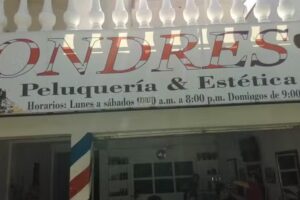 ONDRES
Peluquería & Estética
Horarios: Lunes a sábados a.m. a 8:00 p.m. Domingos de 9:00